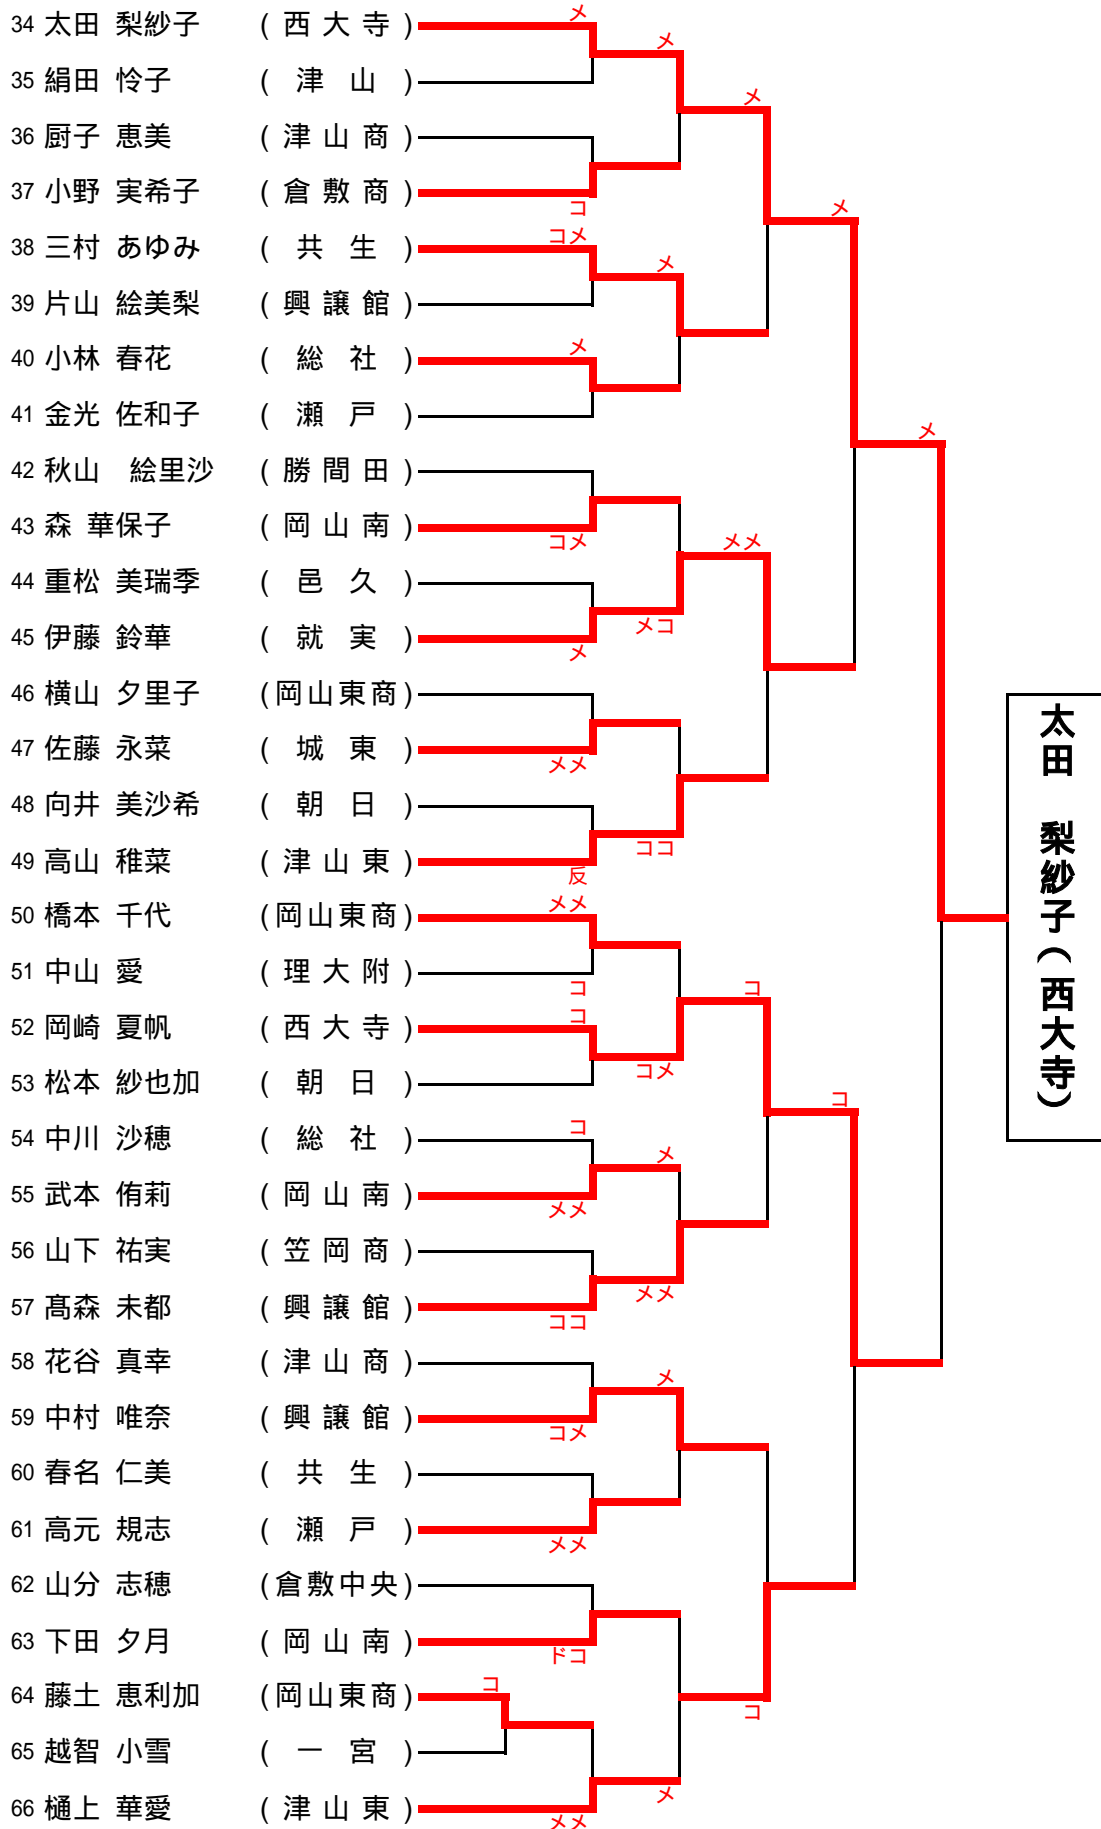 メ
34 太田 梨紗子 (西大寺)
メ
35 絹田 怜子 (津山)
メ
36 厨子 恵美 (津山商)
37 小野 実希子 (倉敷商)
コ
メ
コメ
38 三村 あゆみ (共生)
メ
39 片山 絵美梨 (興譲館)
メ
40 小林 春花 (総社)
41 金光 佐和子 (瀬戸)
メ
42 秋山 絵里沙 (勝間田)
43 森 華保子 (岡山南)
コメ
メメ
44 重松 美瑞季 (邑久)
メコ
45 伊藤 鈴華 (就実)
メ
46 横山 夕里子 (岡山東商)
47 佐藤 永菜 (城東)
メメ
48 向井 美沙希 (朝日)
ココ
49 高山 稚菜 (津山東)
反
メメ
50 橋本 千代 (岡山東商)
51 中山 愛 (理大附)
コ
コ
コ
52 岡崎 夏帆 (西大寺)
コメ
53 松本 紗也加 (朝日)
コ
コ
54 中川 沙穂 (総社)
メ
55 武本 侑莉 (岡山南)
メメ
56 山下 祐実 (笠岡商)
メメ
57 髙森 未都 (興譲館)
ココ
58 花谷 真幸 (津山商)
メ
59 中村 唯奈 (興譲館)
コメ
60 春名 仁美 (共生)
61 高元 規志 (瀬戸)
メメ
62 山分 志穂 (倉敷中央)
63 下田 夕月 (岡山南)
ドコ
コ
64 藤土 恵利加 (岡山東商)
コ
65 越智 小雪 (一宮)
メ
66 樋上 華愛 (津山東)
メメ
太田 梨紗子(西大寺)